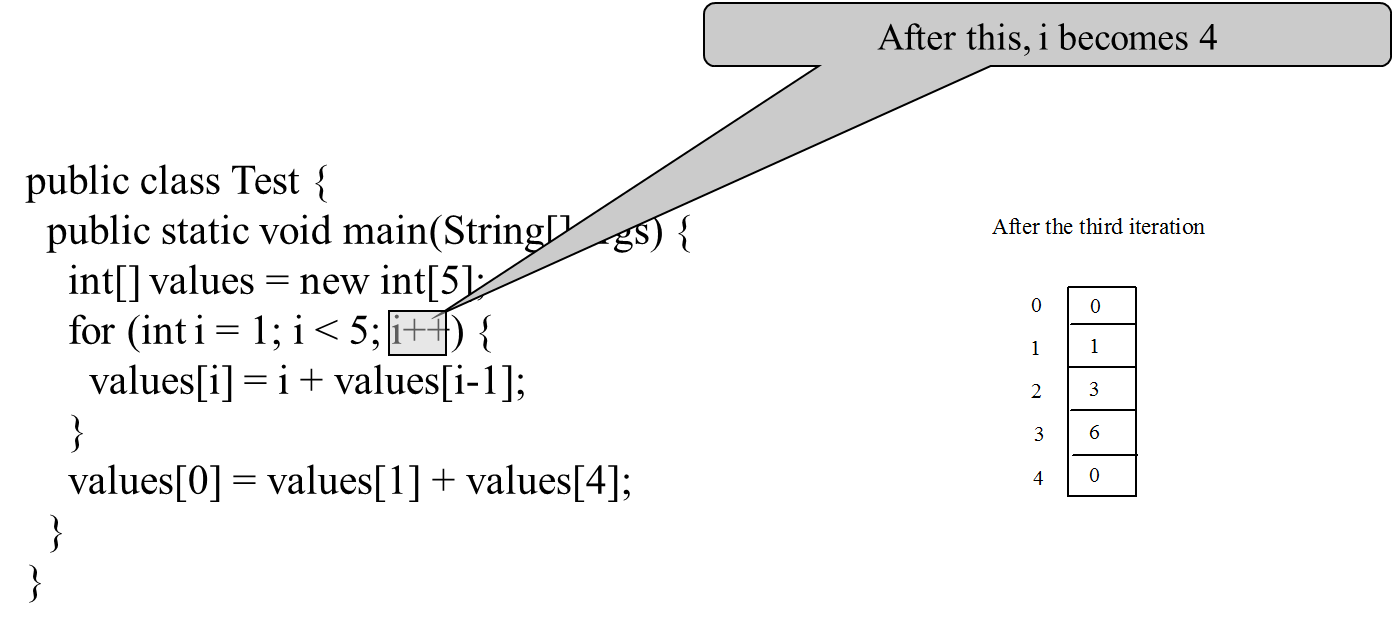 After this, i becomes 4
public class Test {
public static void main(String[] args) {
int[] values = new int[5];
for (int i = 1; i < 5; i++) {
values[i] = i + values[i-1];
}
values[0] = values[1] + values[4];
}
}
After the third iteration
0 0
1 1
2 3
3 6
4 0